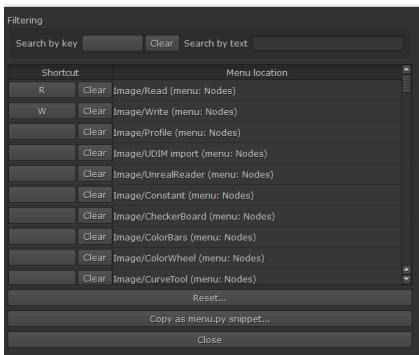 Filtering
Search by key Clear Search by text
Shortcut Menu location
R Clear Image/Read (menu: Nodes)
W Clear Image/Write (menu: Nodes)
Clear Image/Profile (menu: Nodes)
Clear Image/UDIM import (menu: Nodes)
Clear Image/UnrealReader (menu: Nodes)
Clear Image/Constant (menu: Nodes)
Clear Image/CheckerBoard (menu: Nodes)
Clear Image/ColorBars (menu: Nodes)
Clear Image/ColorWheel (menu: Nodes)
Clear Image/CurveTool (menu: Nodes)
Reset...
Copy as menu.py snippet...
Close